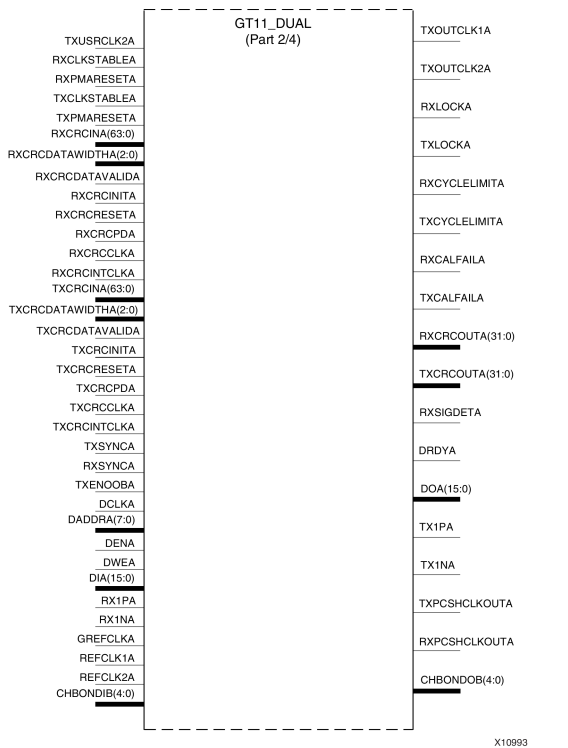 GT11_DUAL
(Part 2/4)
TXUSRCLK2A
RXCLKSTABLEA
RXPMARESETA
TXCLKSTABLEA
TXPMARESETA
RXCRCINA(63:0)
RXCRCDATAWIDTHA(2:0)
RXCRCDATAVALIDA
RXCRCINITA
RXCRCRESETA
RXCRCPDA
RXCRCCLKA
RXCRCINTCLKA
TXCRCINA(63:0)
TXCRCDATAWIDTHA(2:0)
TXCRCDATAVALIDA
TXCRCINITA
TXCRCRESETA
TXCRCPDA
TXCRCCLKA
TXCRCINTCLKA
TXSYNCA
RXSYNCA
TXENOOBA
DCLKA
DADDRA(7:0)
DENA
DWEA
DIA(15:0)
RX1PA
RX1NA
GREFCLKA
REFCLK1A
REFCLK2A
CHBONDIB(4:0)
TXOUTCLK1A
TXOUTCLK2A
RXLOCKA
TXLOCKA
RXCYCLELIMITA
TXCYCLELIMITA
RXCALFAILA
TXCALFAILA
RXCRCOUTA(31:0)
TXCRCOUTA(31:0)
RXSIGDETA
DRDYA
DOA(15:0)
TX1PA
TX1NA
TXPCSHCLKOUTA
RXPCSHCLKOUTA
CHBONDOB(4:0)
X10993